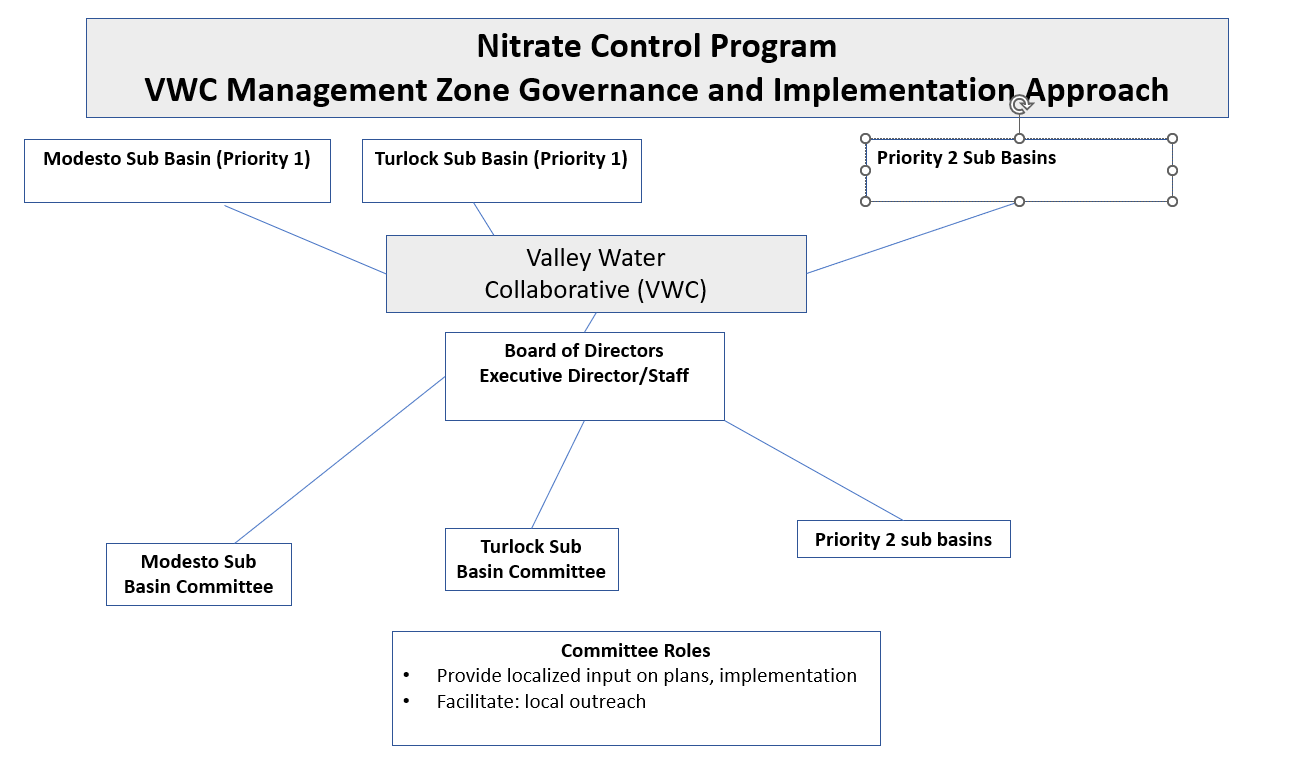 Nitrate Control Program
VWC Management Zone Governance and Implementation Approach
Modesto Sub Basin (Priority 1)
Turlock Sub Basin (Priority 1)
Priority 2 Sub Basins
Valley Water
Collaborative (VWC)
Board of Directors
Executive Director/Staff
Modesto Sub
Basin Committee
Turlock Sub
Basin Committee
Priority 2 sub basins
Committee Roles
• Provide localized input on plans, implementation
• Facilitate: local outreach